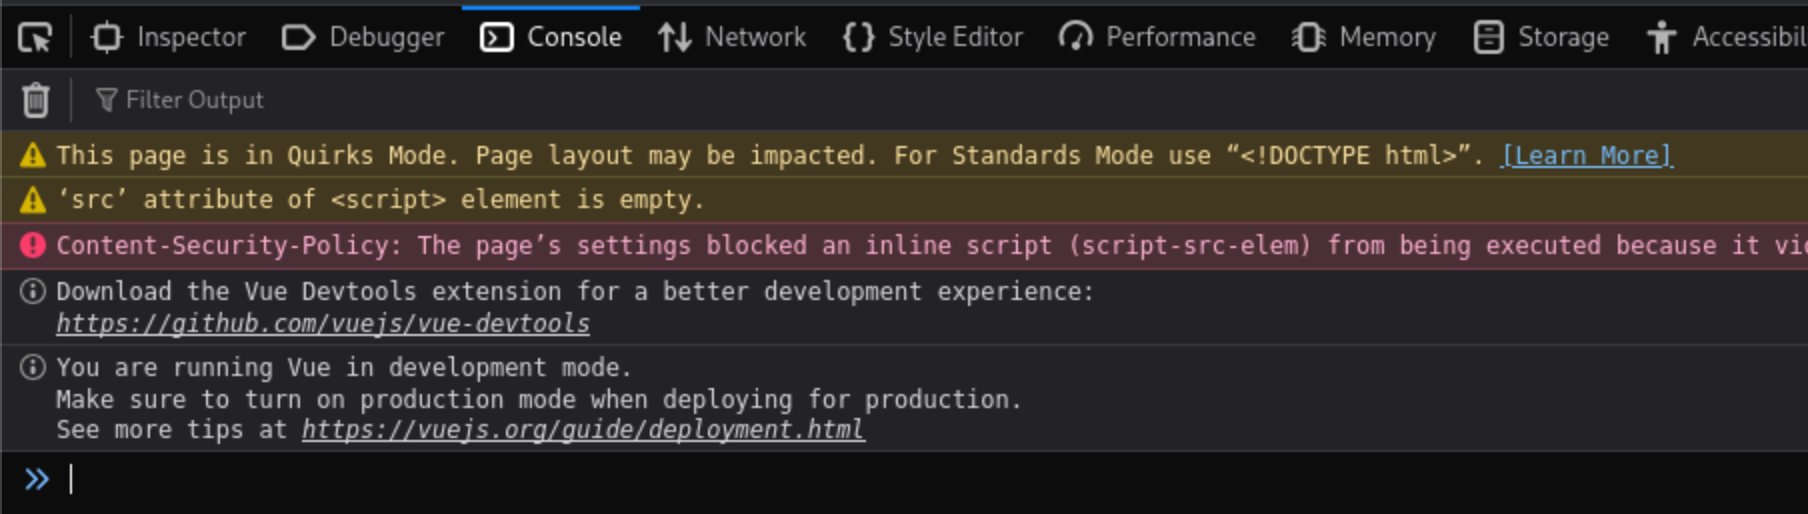 Inspector Debugger Console Network Style Editor Performance Memory Storage Accessibil
Filter Output
This page is in Quirks Mode. Page layout may be impacted. For Standards Mode use “<!DOCTYPE html>”. [Learn More]
‘src’ attribute of <script> element is empty.
Content-Security-Policy: The page’s settings blocked an inline script (script-src-elem) from being executed because it vio
Download the Vue Devtools extension for a better development experience:
https://github.com/vuejs/vue-devtools
You are running Vue in development mode.
Make sure to turn on production mode when deploying for production.
See more tips at https://vuejs.org/guide/deployment.html